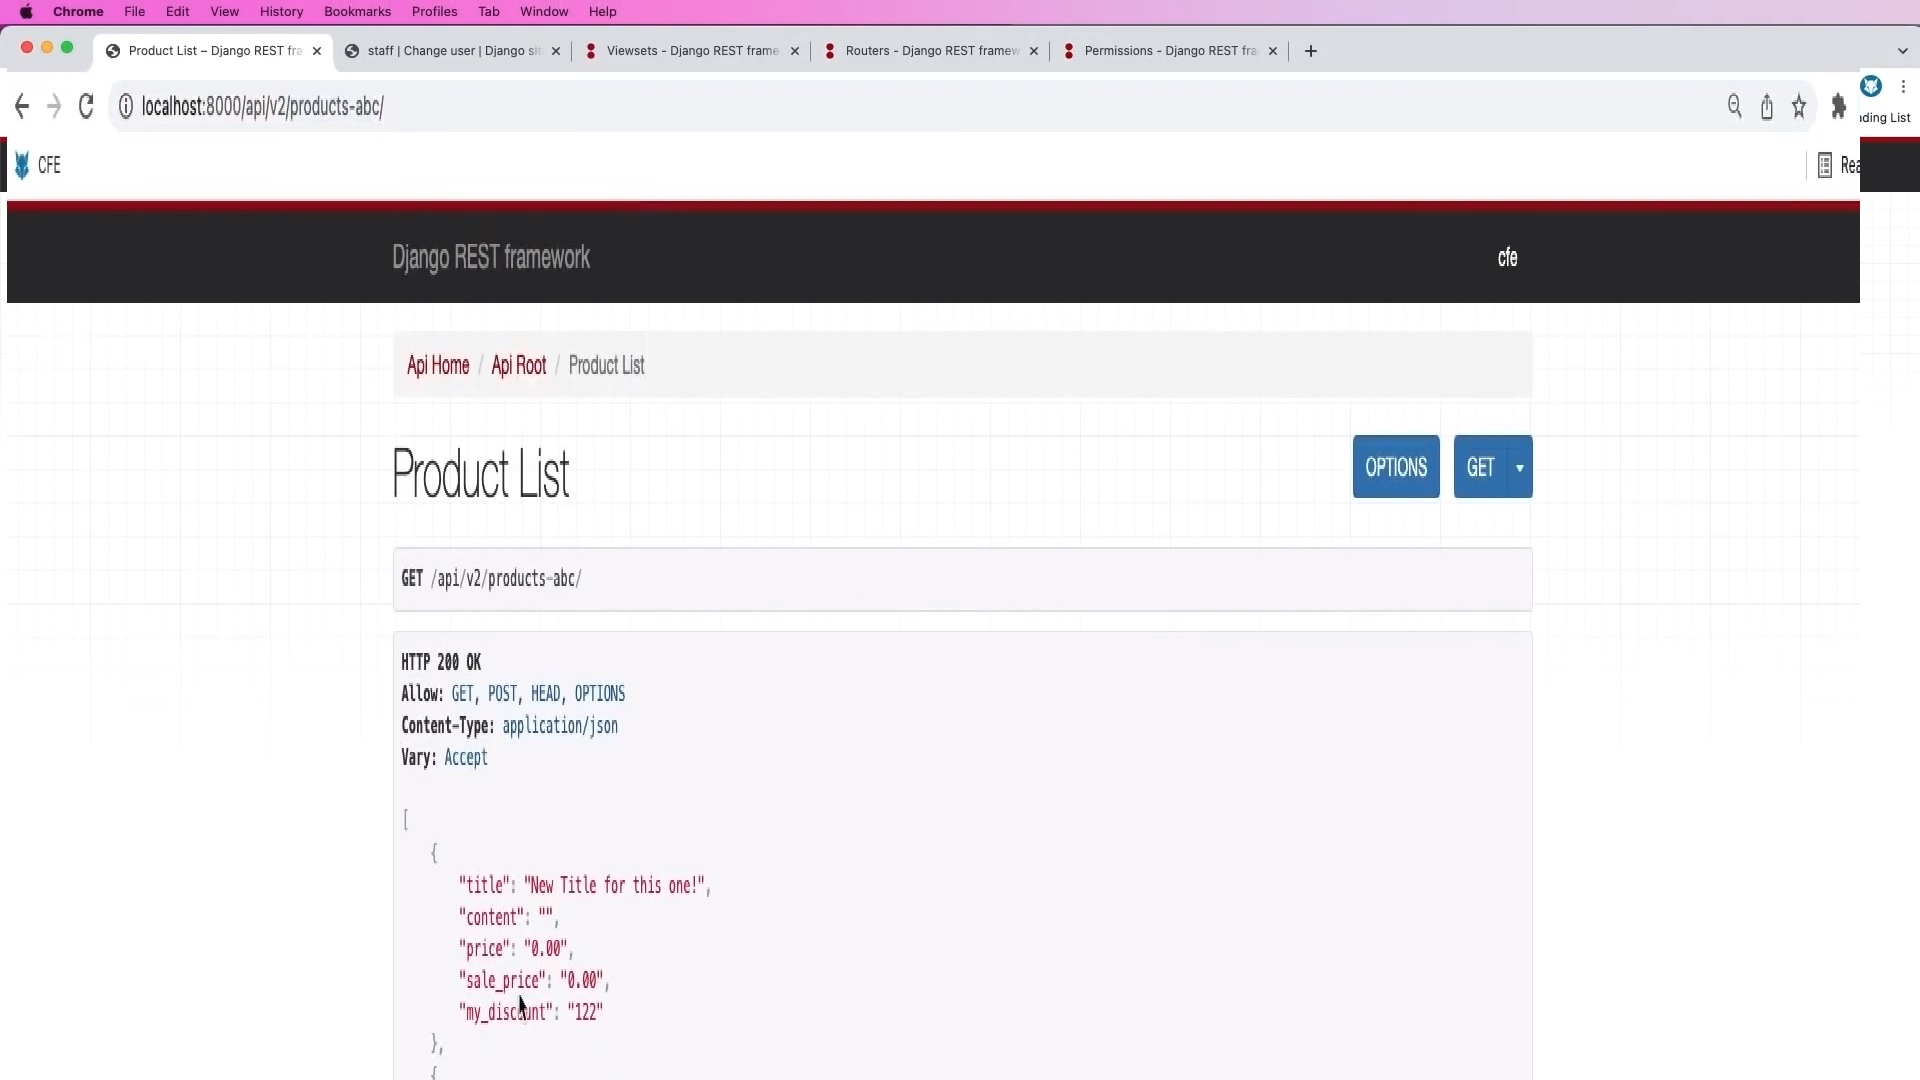 Chrome File Edit View History Bookmarks Profiles Tab Window Help
Product List – Django REST fra staff | Change user | Django sit Viewsets - Django REST frame Routers - Django REST framew Permissions - Django REST fra
localhost:8000/api/v2/products-abc/
ding List
CFE Rea
Django REST framework cfe
Api Home / Api Root / Product List
Product List OPTIONS GET
GET /api/v2/products-abc/
HTTP 200 OK
Allow: GET, POST, HEAD, OPTIONS
Content-Type: application/json
Vary: Accept
[
{
"title": "New Title for this one!",
"content": "",
"price": "0.00",
"sale_price": "0.00",
"my_discount": "122"
},
{